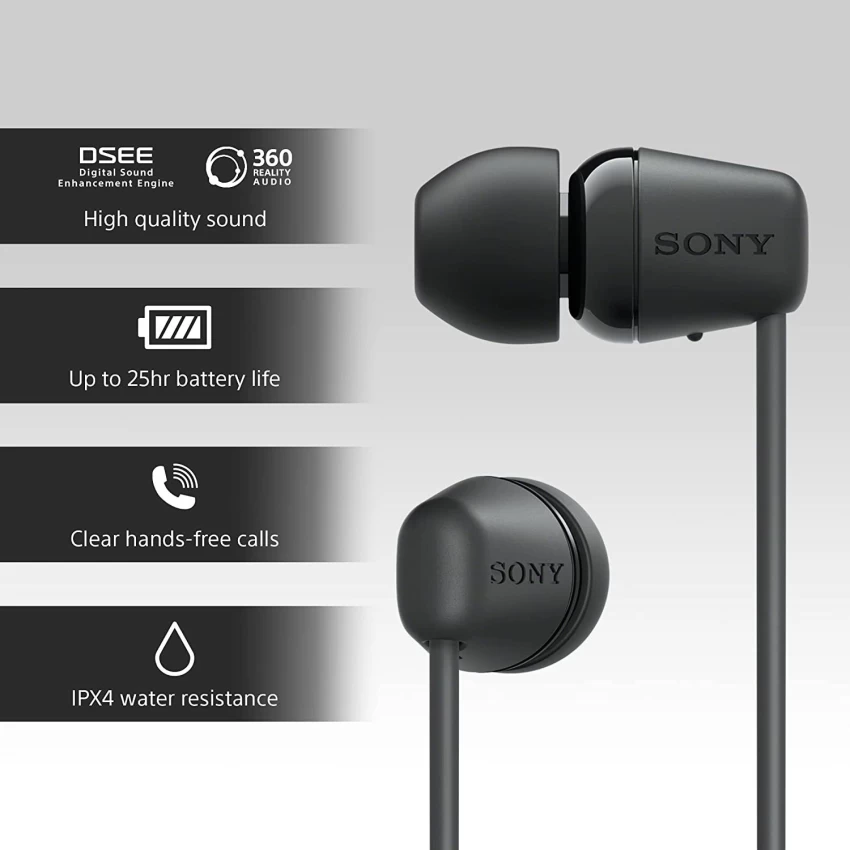 DSEE
Digital Sound
Enhancement Engine
360
REALITY
AUDIO
High quality sound
Up to 25hr battery life
Clear hands-free calls
IPX4 water resistance
SONY
SONY